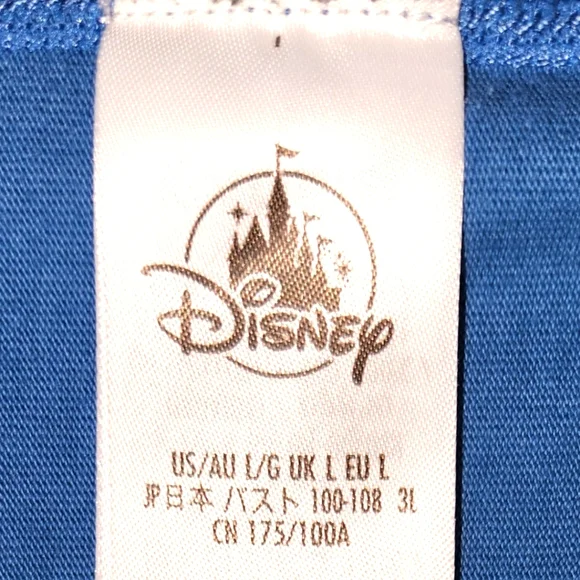 Disney
US/AU L/G UK L EU L
JP日本 バスト 100-108 3L
CN 175/100A